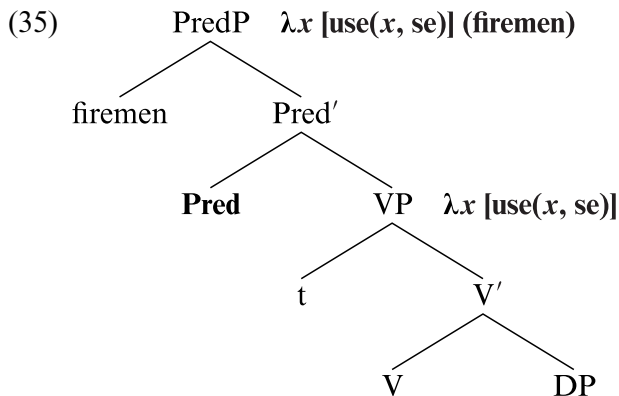 (35) PredP λx [use(x, se)] (firemen)
firemen Pred′
Pred VP λx [use(x, se)]
t V′
V DP